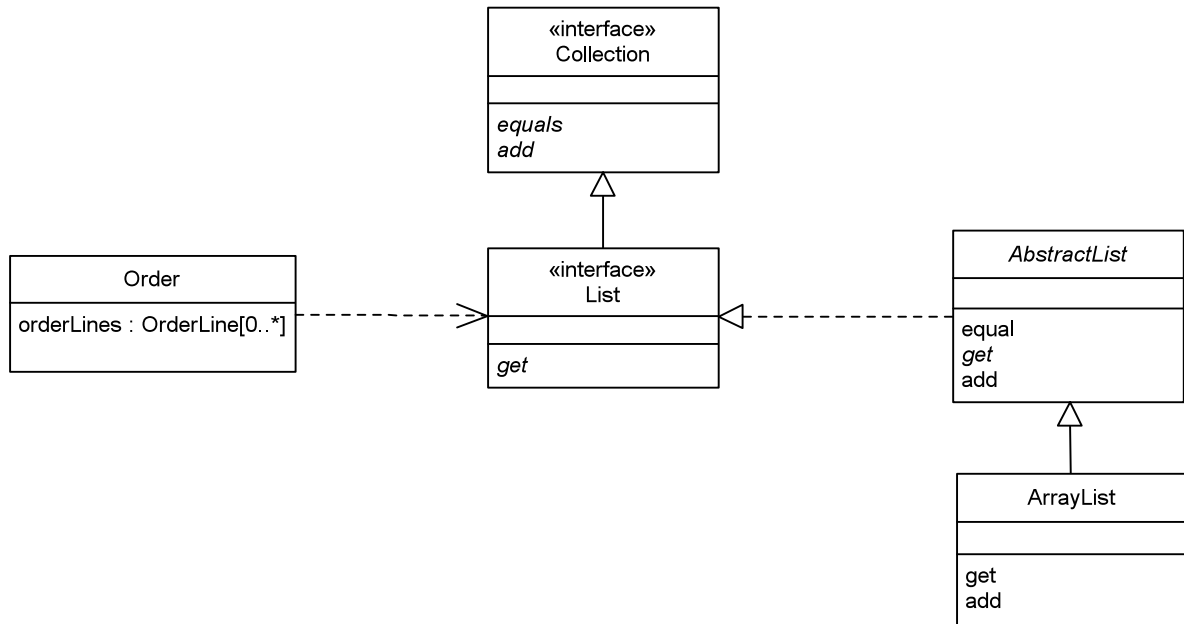 «interface»
Collection
equals
add
Order
orderLines : OrderLine[0..*]
«interface»
List
get
AbstractList
equal
get
add
ArrayList
get
add